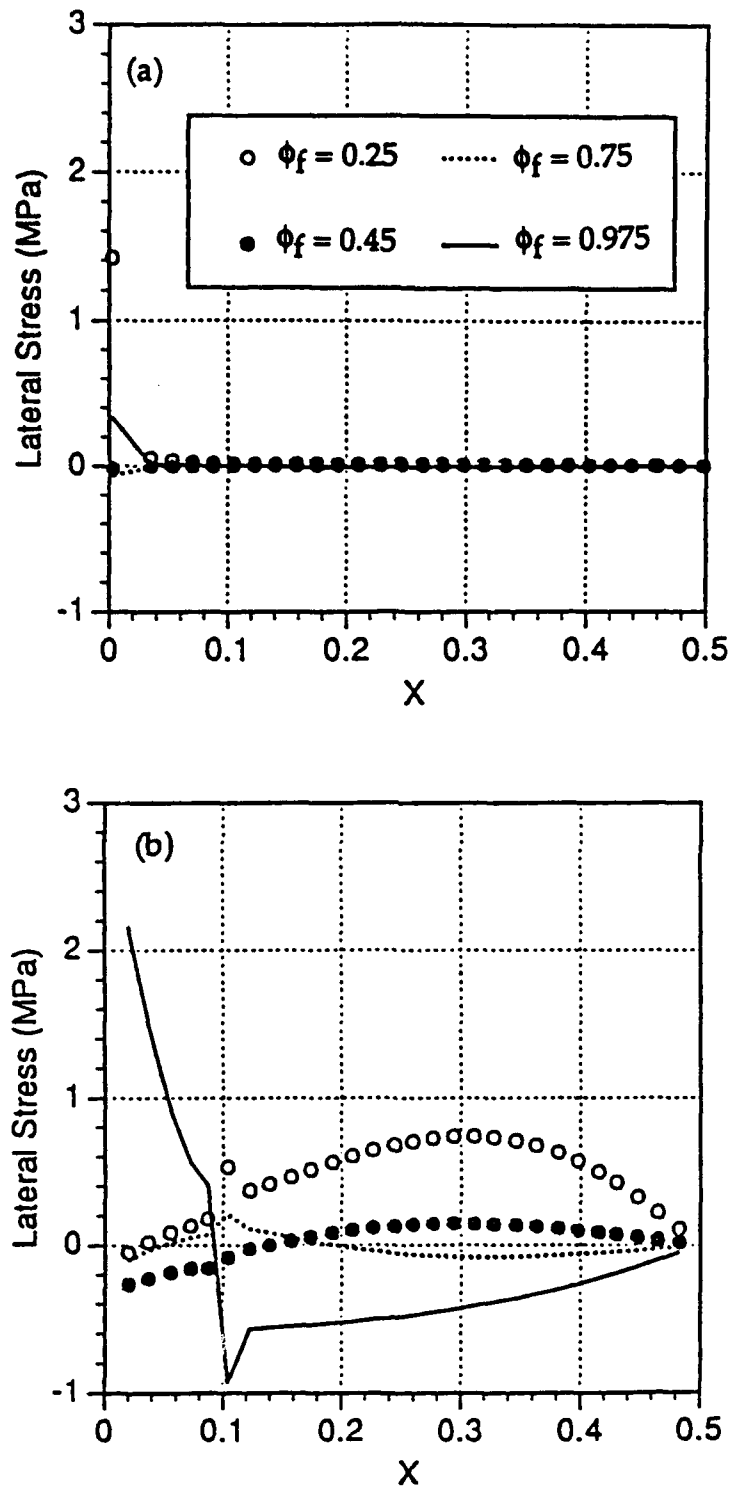 (a)
ϕf = 0.25
ϕf = 0.75
ϕf = 0.45
ϕf = 0.975
Lateral Stress (MPa)
3
2
1
0
-1
0 0.1 0.2 0.3 0.4 0.5
X
(b)
Lateral Stress (MPa)
3
2
1
0
-1
0 0.1 0.2 0.3 0.4 0.5
X